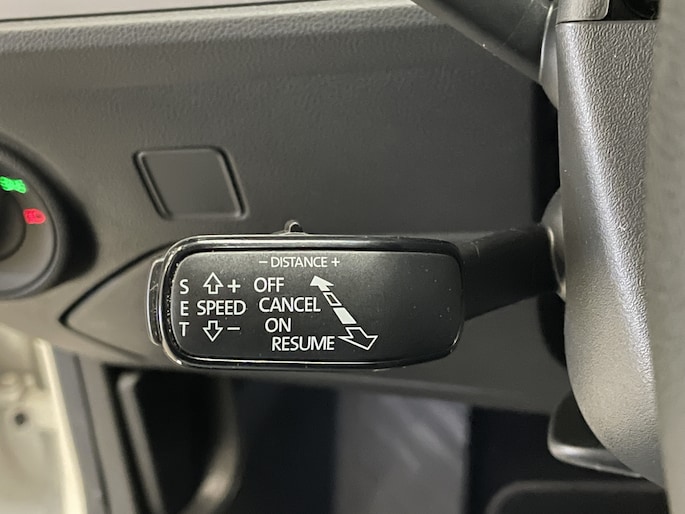 − DISTANCE +
S + OFF
E SPEED CANCEL
T − ON
RESUME